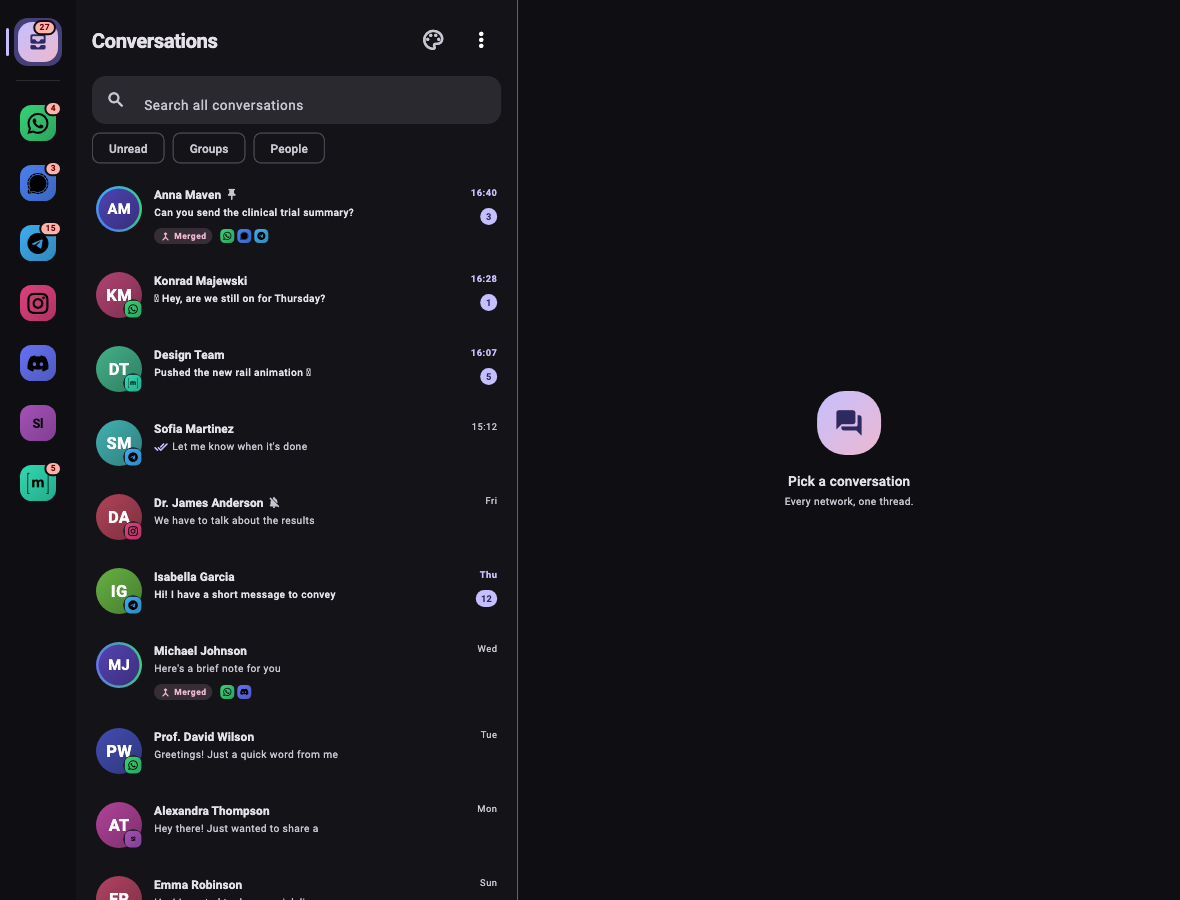 27
Conversations
Search all conversations
Unread Groups People
4
3
15
Sl
[m]
5
AM
Anna Maven 16:40
Can you send the clinical trial summary? 3
Merged
KM
Konrad Majewski 16:28
Hey, are we still on for Thursday? 1
DT
Design Team 16:07
Pushed the new rail animation 5
[m]
SM
Sofia Martinez 15:12
Let me know when it's done
DA
Dr. James Anderson Fri
We have to talk about the results
IG
Isabella Garcia Thu
Hi! I have a short message to convey 12
MJ
Michael Johnson Wed
Here's a brief note for you
Merged
PW
Prof. David Wilson Tue
Greetings! Just a quick word from me
AT
Alexandra Thompson Mon
Hey there! Just wanted to share a
Sl
Emma Robinson Sun
Pick a conversation
Every network, one thread.